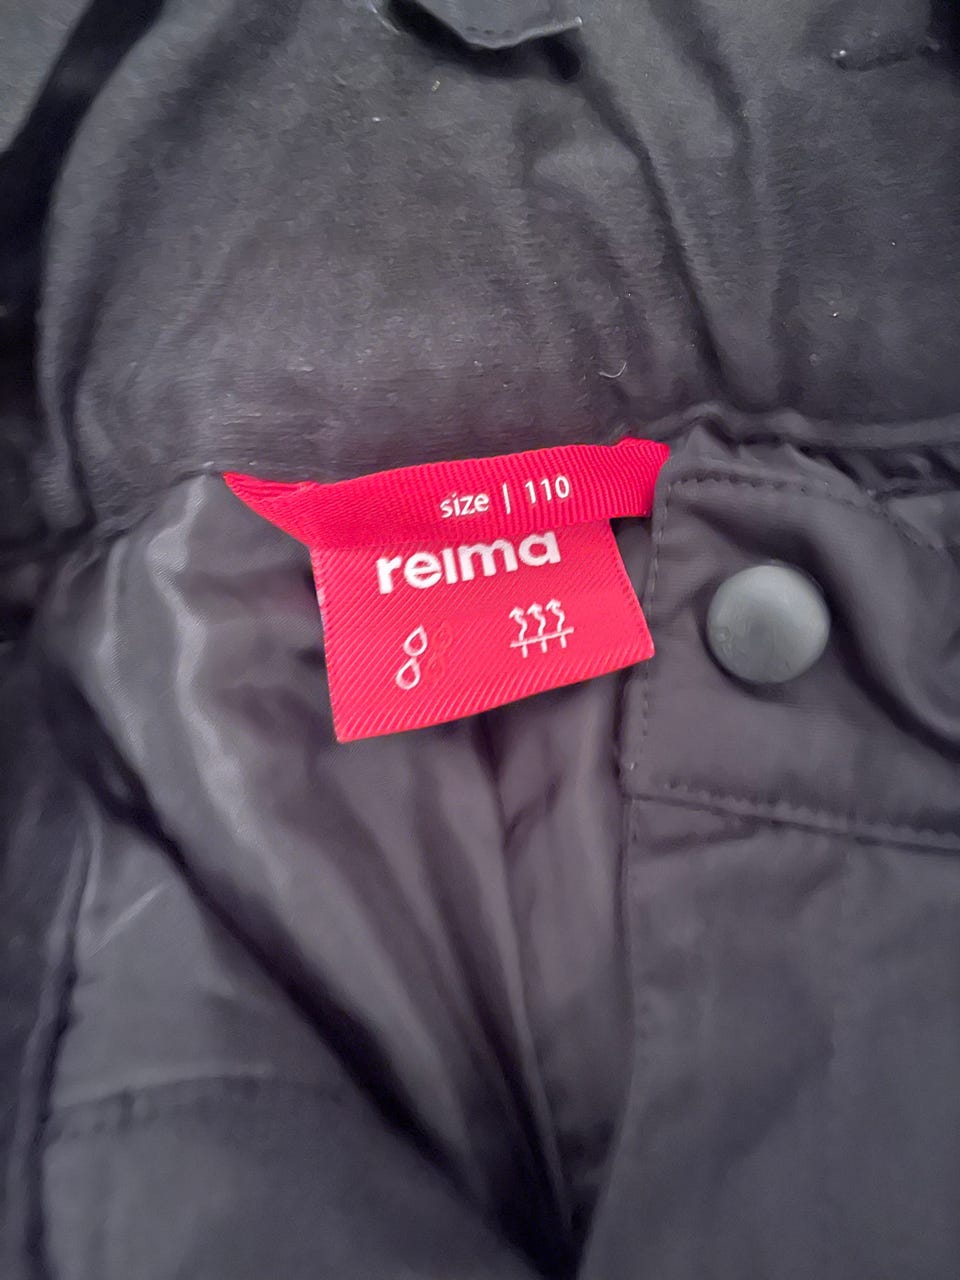 size | 110
reima